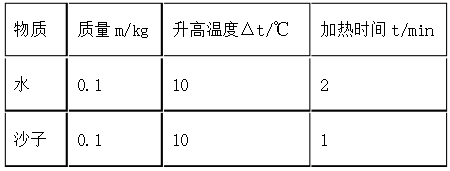 物质 质量m/kg 升高温度△t/℃ 加热时间t/min
水 0.1 10 2
沙子 0.1 10 1